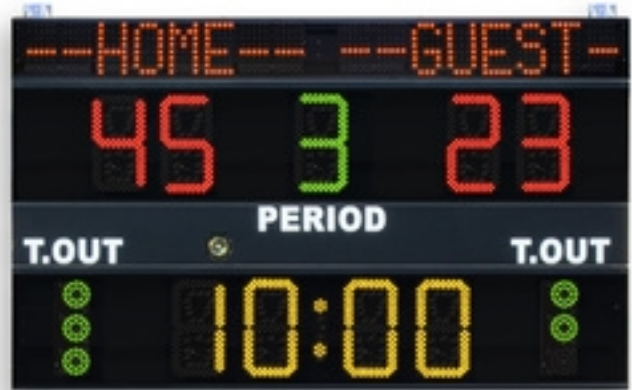 --HOME-- --GUEST-
45 3 23
PERIOD
T.OUT T.OUT
10:00